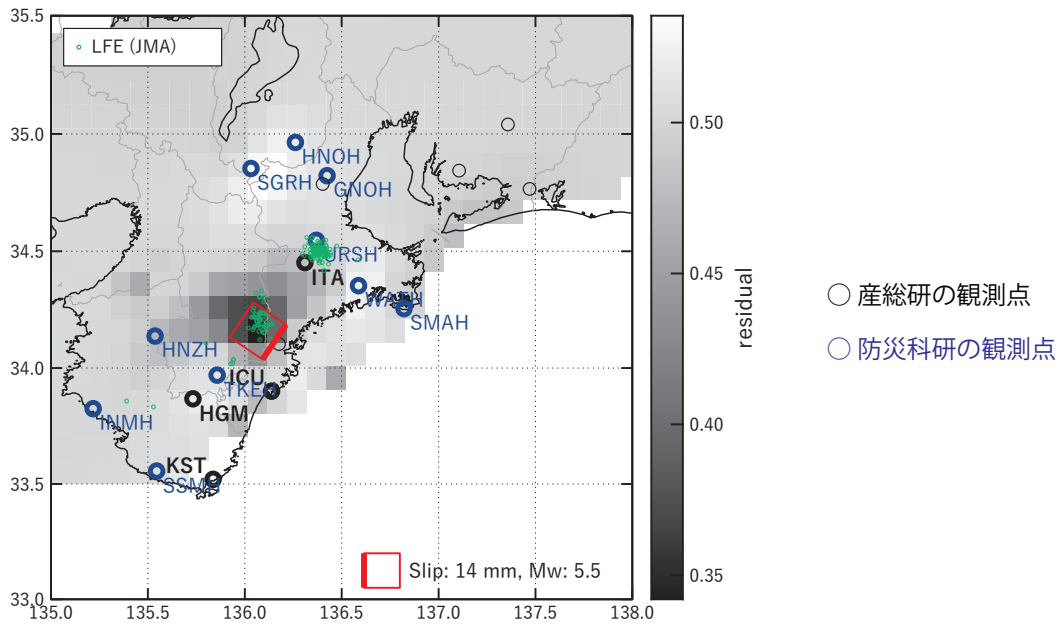 35.5
LFE (JMA)
35.0
34.5
34.0
33.5
33.0
135.0
135.5
136.0
136.5
137.0
137.5
138.0
HNOH
SGRH
GNOH
URSH
ITA
WATH
SMAH
HNZH
ICU
TKEH
HGM
INMH
KST
SSMH
Slip: 14 mm, Mw: 5.5
0.50
0.45
0.40
0.35
residual
産総研の観測点
防災科研の観測点